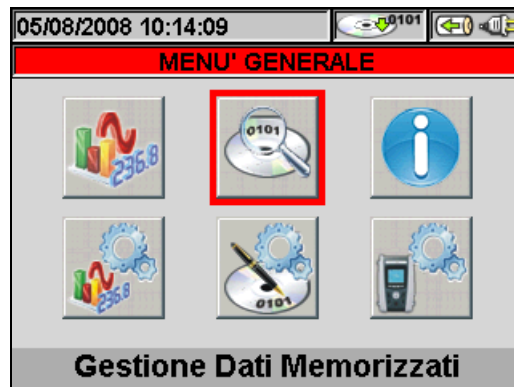 05/08/2008 10:14:09
0101
MENU' GENERALE
236.8
0101
i
236.8
0101
Gestione Dati Memorizzati